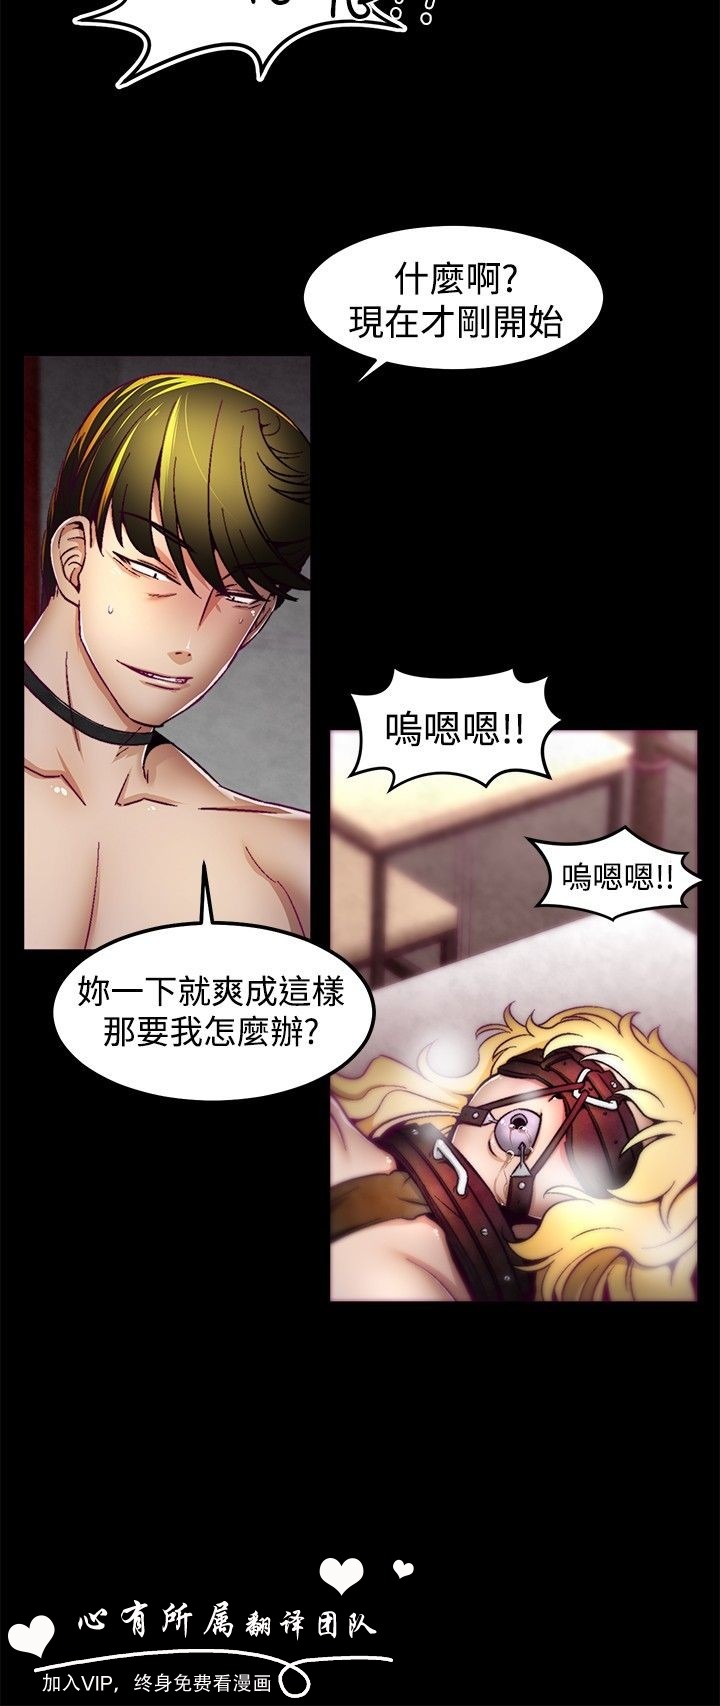 什麼啊?
現在才剛開始
嗚嗯嗯!!
嗚嗯嗯!!
妳一下就爽成這樣
那要我怎麼辦?
心有所属翻译团队
加入VIP，终身免费看漫画